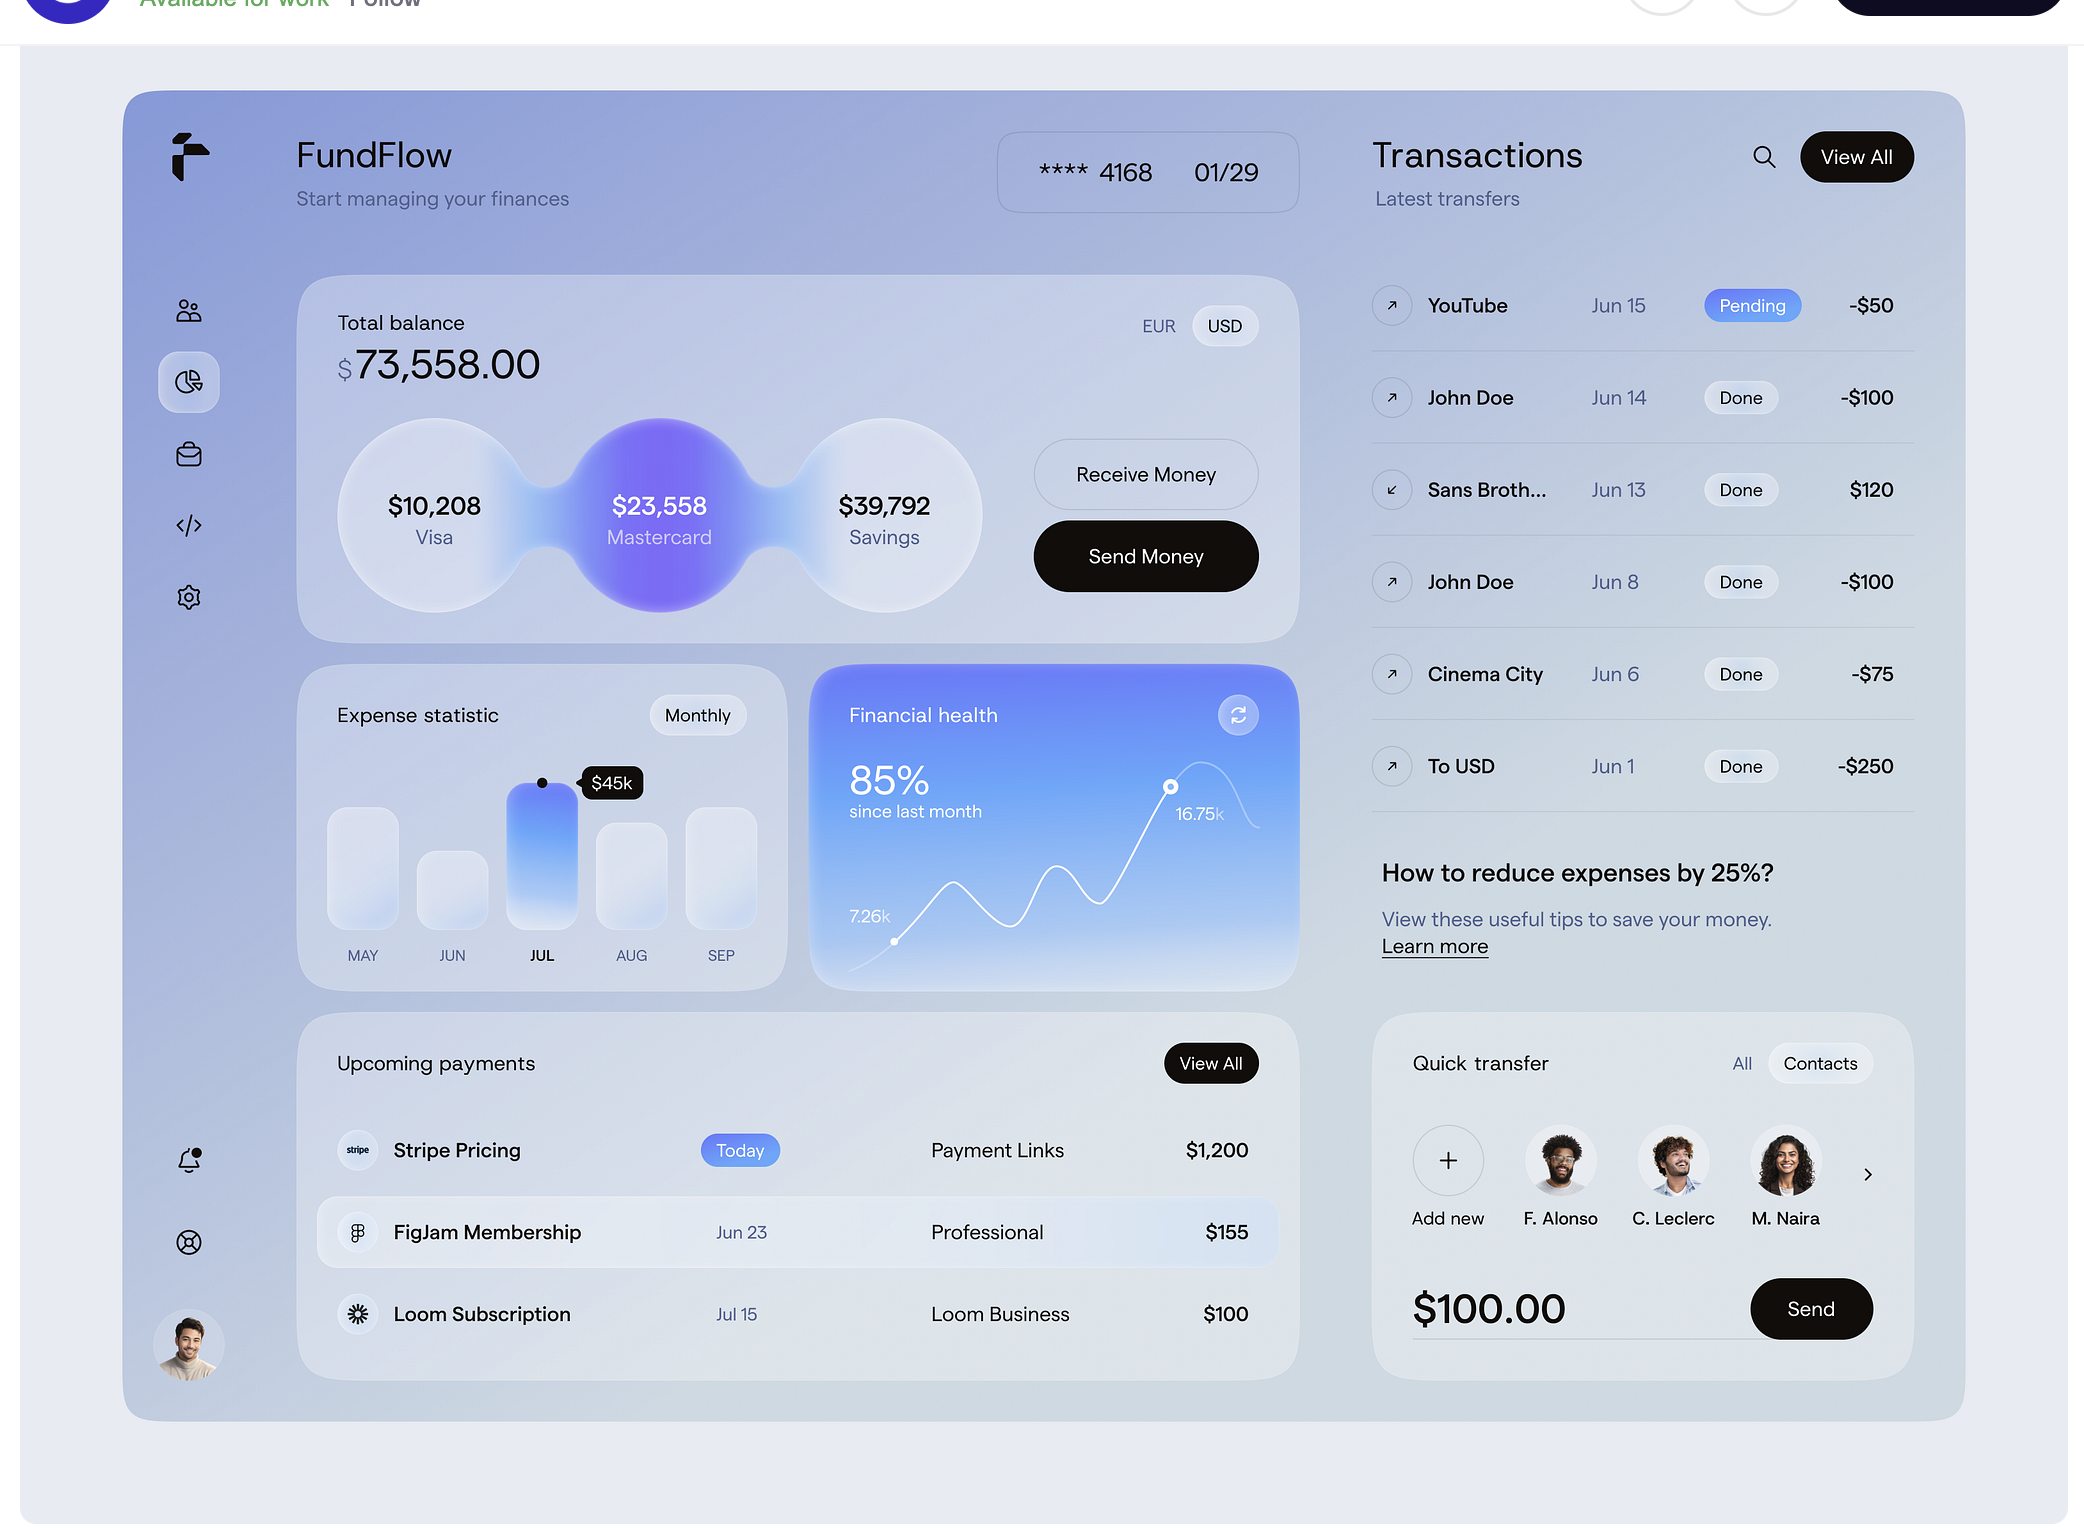 Available for work Follow
FundFlow
Start managing your finances
**** 4168 01/29
Total balance
EUR USD
$73,558.00
$10,208
Visa
$23,558
Mastercard
$39,792
Savings
Receive Money
Send Money
Expense statistic
Monthly
$45k
MAY JUN JUL AUG SEP
Financial health
85%
since last month
16.75k
7.26k
Upcoming payments
View All
stripe Stripe Pricing Today Payment Links $1,200
FigJam Membership Jun 23 Professional $155
Loom Subscription Jul 15 Loom Business $100
Transactions
View All
Latest transfers
YouTube Jun 15 Pending -$50
John Doe Jun 14 Done -$100
Sans Broth... Jun 13 Done $120
John Doe Jun 8 Done -$100
Cinema City Jun 6 Done -$75
To USD Jun 1 Done -$250
How to reduce expenses by 25%?
View these useful tips to save your money.
Learn more
Quick transfer
All Contacts
Add new F. Alonso C. Leclerc M. Naira
$100.00
Send